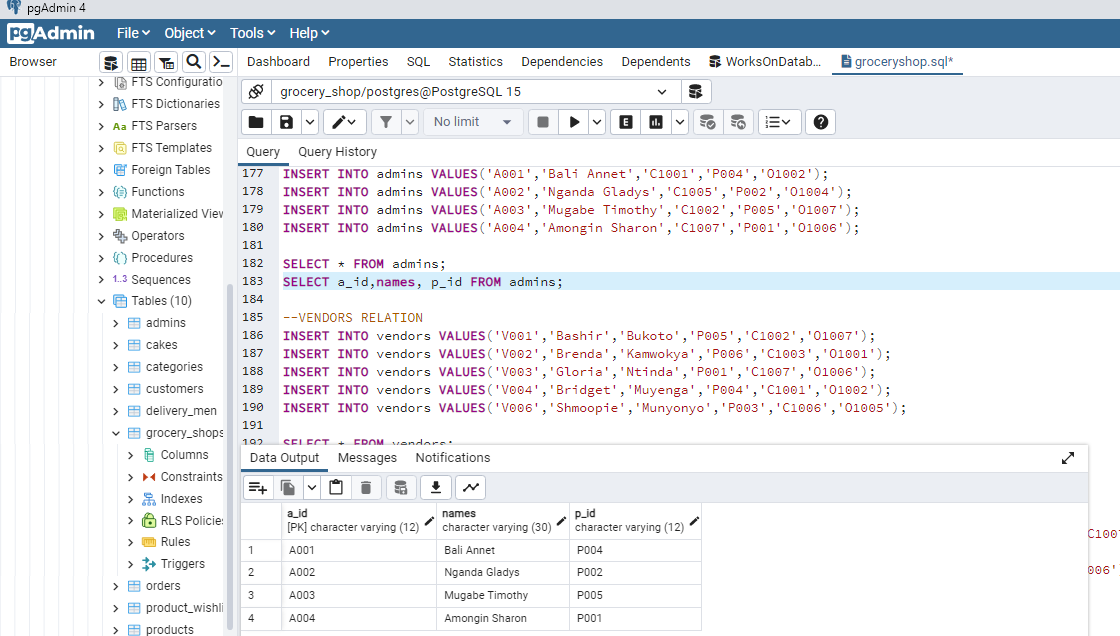 pgAdmin 4
pgAdmin File Object Tools Help
Browser
Dashboard Properties SQL Statistics Dependencies Dependents WorksOnDatab... groceryshop.sql*
FTS Configuratio
FTS Dictionaries
Aa FTS Parsers
FTS Templates
Foreign Tables
Functions
Materialized View
Operators
Procedures
1..3 Sequences
Tables (10)
admins
cakes
categories
customers
delivery_men
grocery_shops
Columns
Constraints
Indexes
RLS Policies
Rules
Triggers
orders
product_wishli
products
grocery_shop/postgres@PostgreSQL 15
No limit E
Query Query History
177 INSERT INTO admins VALUES('A001','Bali Annet','C1001','P004','O1002');
178 INSERT INTO admins VALUES('A002','Nganda Gladys','C1005','P002','O1004');
179 INSERT INTO admins VALUES('A003','Mugabe Timothy','C1002','P005','O1007');
180 INSERT INTO admins VALUES('A004','Amongin Sharon','C1007','P001','O1006');
181
182 SELECT * FROM admins;
183 SELECT a_id,names, p_id FROM admins;
184
185 --VENDORS RELATION
186 INSERT INTO vendors VALUES('V001','Bashir','Bukoto','P005','C1002','O1007');
187 INSERT INTO vendors VALUES('V002','Brenda','Kamwokya','P006','C1003','O1001');
188 INSERT INTO vendors VALUES('V003','Gloria','Ntinda','P001','C1007','O1006');
189 INSERT INTO vendors VALUES('V004','Bridget','Muyenga','P004','C1001','O1002');
190 INSERT INTO vendors VALUES('V006','Shmoopie','Munyonyo','P003','C1006','O1005');
191
192 SELECT * FROM vendors;
Data Output Messages Notifications
a_id names p_id
[PK] character varying (12) character varying (30) character varying (12)
1 A001 Bali Annet P004
2 A002 Nganda Gladys P002
3 A003 Mugabe Timothy P005
4 A004 Amongin Sharon P001
C1007
006'